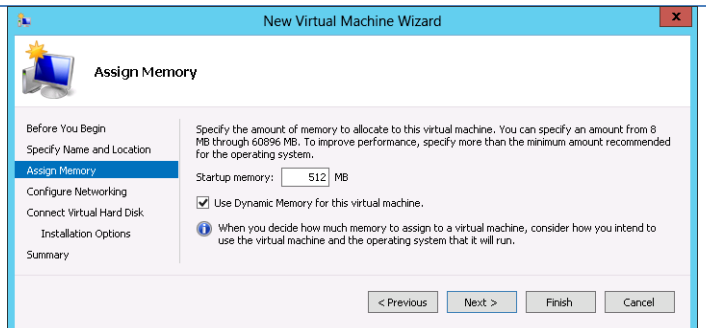 New Virtual Machine Wizard
x
Assign Memory
Before You Begin
Specify Name and Location
Assign Memory
Configure Networking
Connect Virtual Hard Disk
Installation Options
Summary
Specify the amount of memory to allocate to this virtual machine. You can specify an amount from 8
MB through 60896 MB. To improve performance, specify more than the minimum amount recommended
for the operating system.
Startup memory: 512 MB
Use Dynamic Memory for this virtual machine.
When you decide how much memory to assign to a virtual machine, consider how you intend to
use the virtual machine and the operating system that it will run.
< Previous Next > Finish Cancel